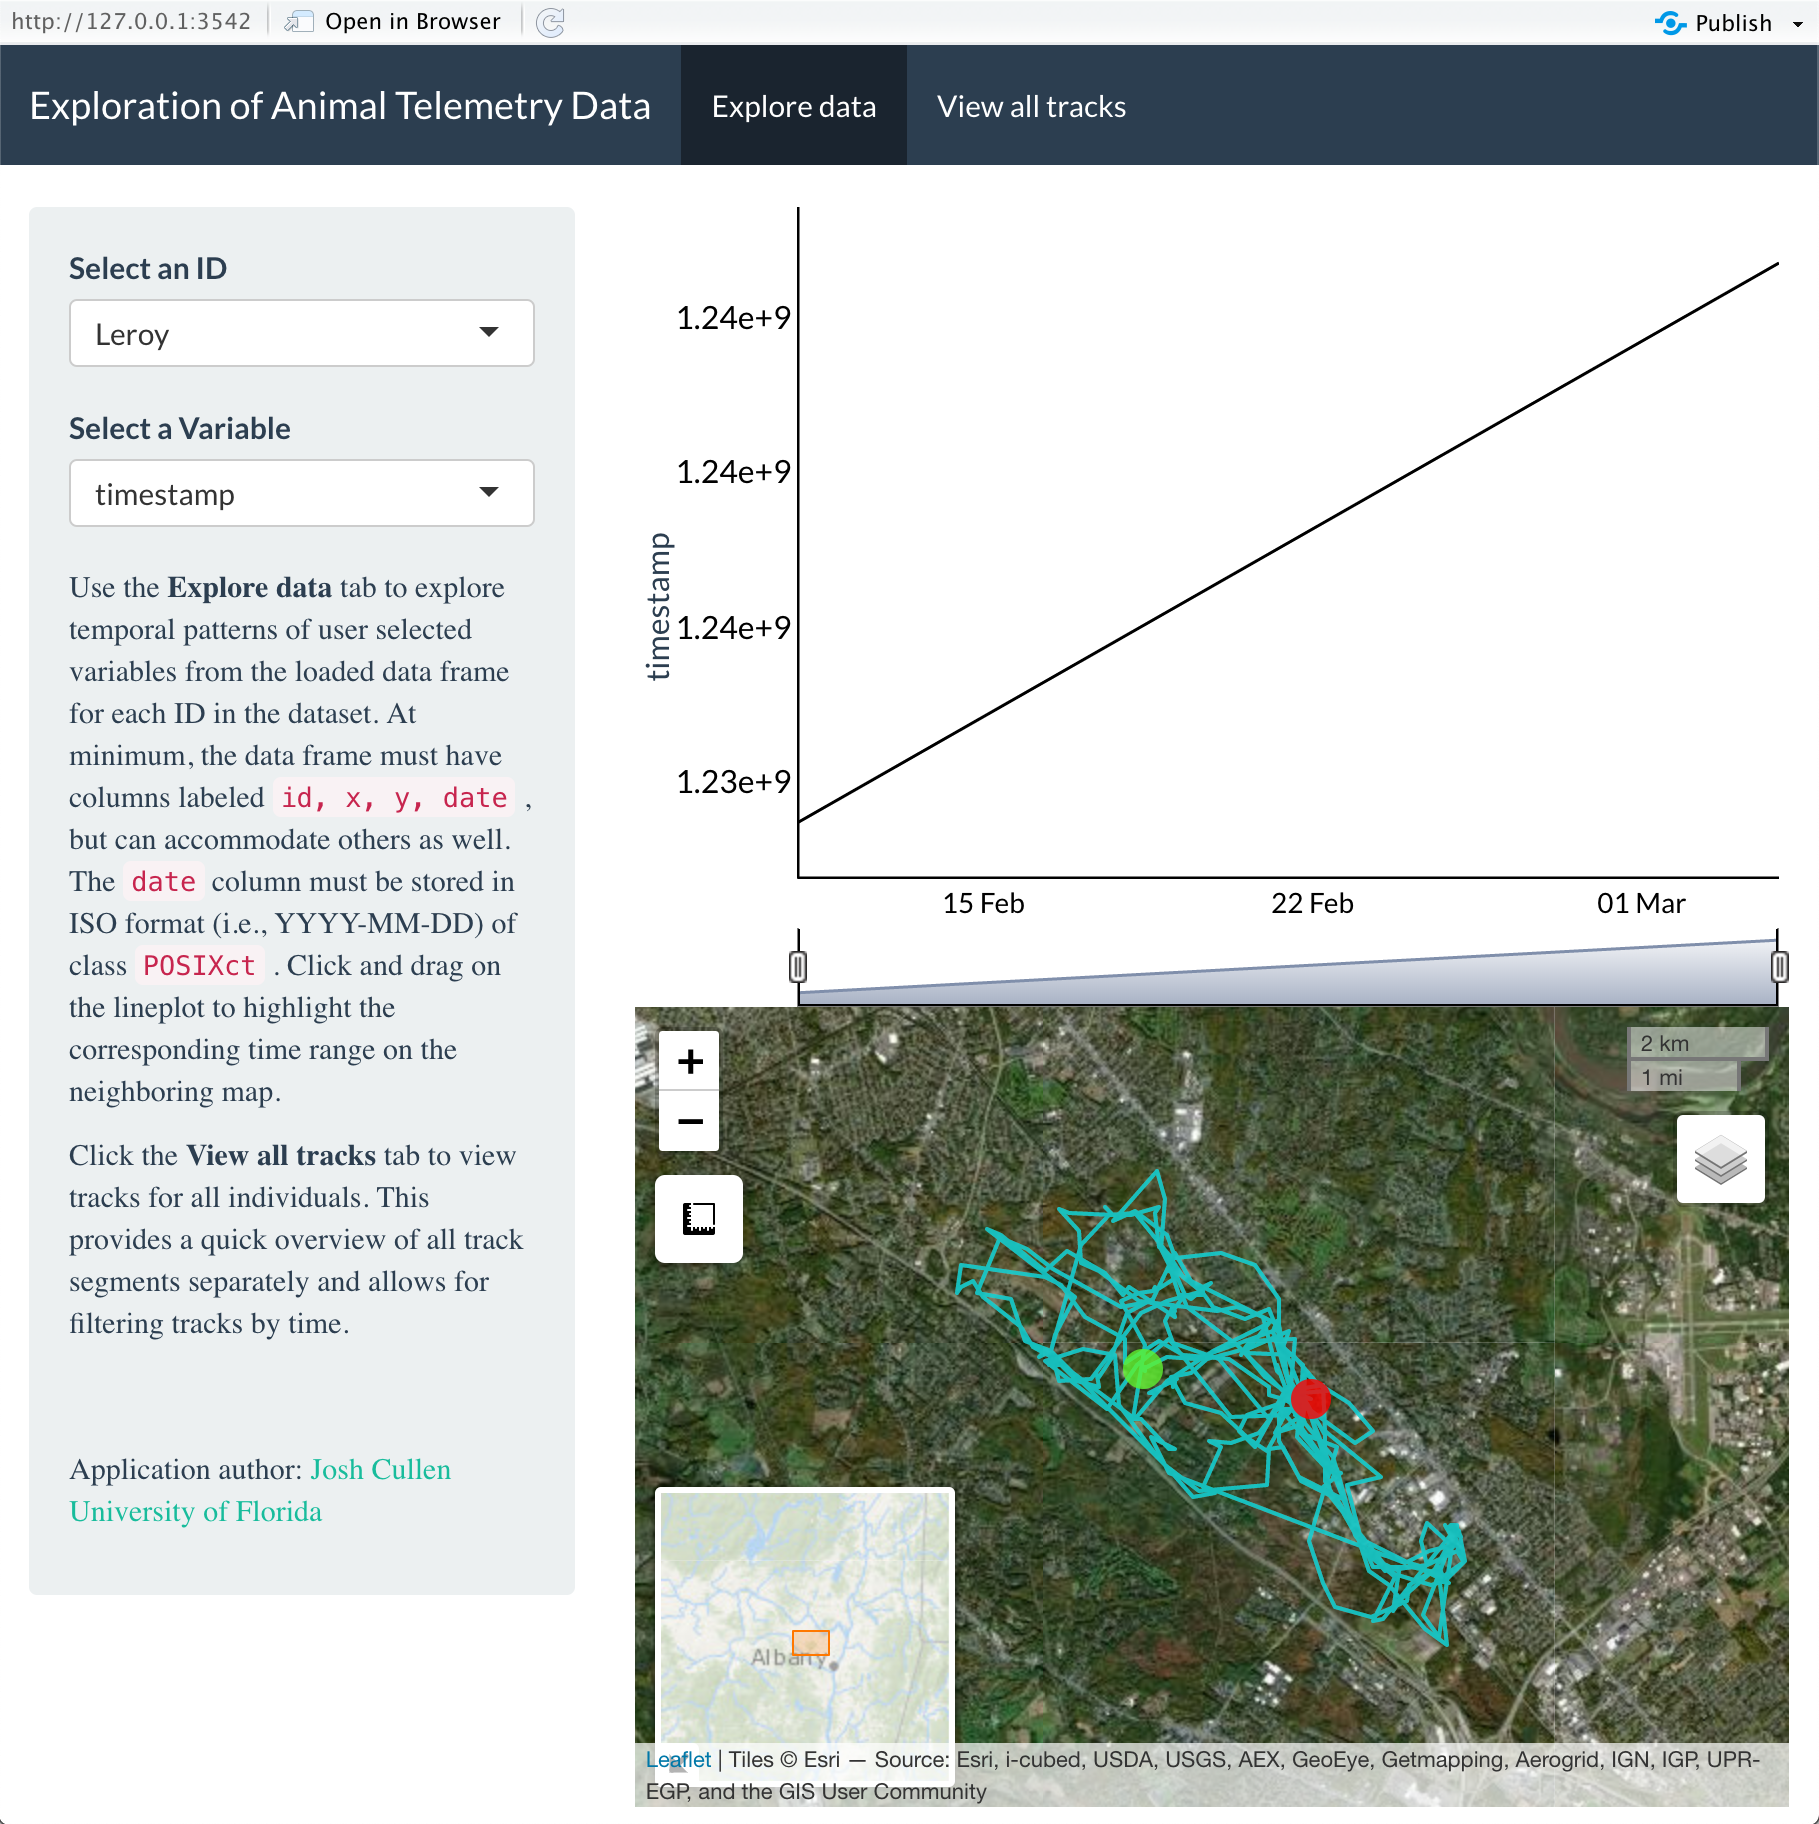 http://127.0.0.1:3542
Open in Browser
Publish
Exploration of Animal Telemetry Data
Explore data
View all tracks
Select an ID
Leroy
Select a Variable
timestamp
Use the Explore data tab to explore
temporal patterns of user selected
variables from the loaded data frame
for each ID in the dataset. At
minimum, the data frame must have
columns labeled id, x, y, date ,
but can accommodate others as well.
The date column must be stored in
ISO format (i.e., YYYY-MM-DD) of
class POSIXct . Click and drag on
the lineplot to highlight the
corresponding time range on the
neighboring map.
Click the View all tracks tab to view
tracks for all individuals. This
provides a quick overview of all track
segments separately and allows for
filtering tracks by time.
Application author: Josh Cullen
University of Florida
timestamp
1.24e+9
1.24e+9
1.24e+9
1.23e+9
15 Feb
22 Feb
01 Mar
+
−
2 km
1 mi
Albany
Leaflet | Tiles © Esri — Source: Esri, i-cubed, USDA, USGS, AEX, GeoEye, Getmapping, Aerogrid, IGN, IGP, UPR-
EGP, and the GIS User Community